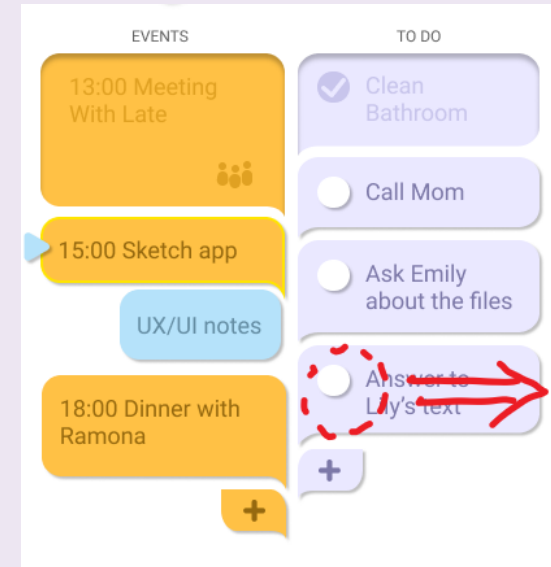 EVENTS
TO DO
13:00 Meeting
With Late
15:00 Sketch app
UX/UI notes
18:00 Dinner with
Ramona
+
Clean
Bathroom
Call Mom
Ask Emily
about the files
Answer to
Lily's text
+